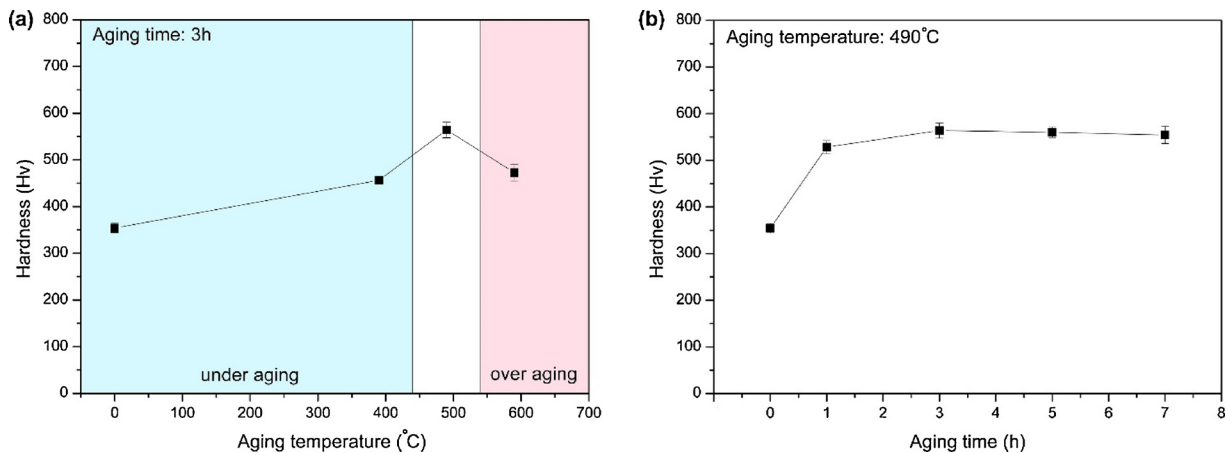 (a)
800
700
600
500
400
300
200
100
0
Hardness (Hv)
Aging time: 3h
under aging
over aging
0 100 200 300 400 500 600 700
Aging temperature (°C)
(b)
800
700
600
500
400
300
200
100
0
Hardness (Hv)
Aging temperature: 490°C
0 1 2 3 4 5 6 7 8
Aging time (h)